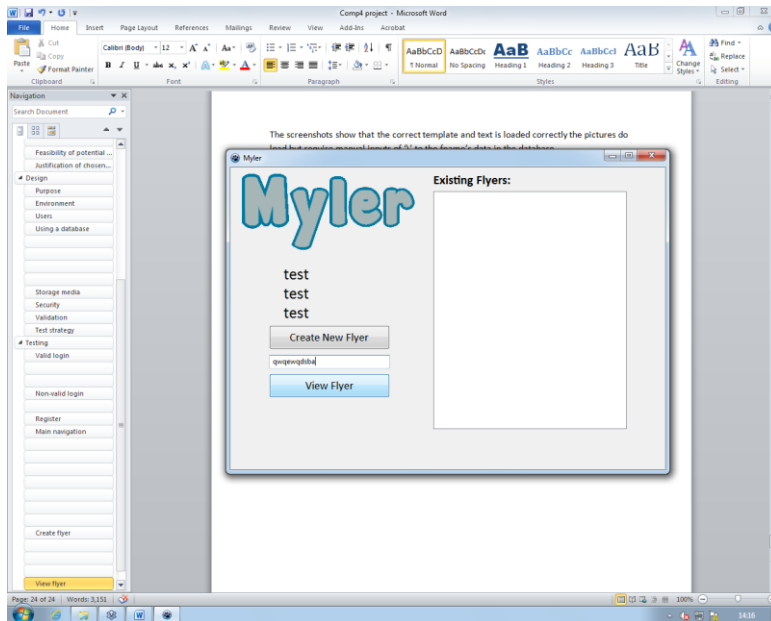 Comp4 project - Microsoft Word
File Home Insert Page Layout References Mailings Review View Add-Ins Acrobat
Paste
Cut
Copy
Format Painter
Clipboard
Calibri (Body) 12
B I U abe x, x²
Font
Paragraph
AaBbCcD AaBbCcDc AaB AaBbCc AaBbCcI AaB
¶ Normal No Spacing Heading 1 Heading 2 Heading 3 Title
Change Styles
Styles
Find
Replace
Select
Editing
Navigation
Search Document
Feasibility of potential ...
Justification of chosen...
Design
Purpose
Environment
Users
Using a database
Storage media
Security
Validation
Test strategy
Testing
Valid login
Non-valid login
Register
Main navigation
Create flyer
View flyer
The screenshots show that the correct template and text is loaded correctly the pictures do
Myler
Myler
test
test
test
Create New Flyer
qwqewqdsba
View Flyer
Existing Flyers:
Page: 24 of 24 Words: 3,151
100%
14:16